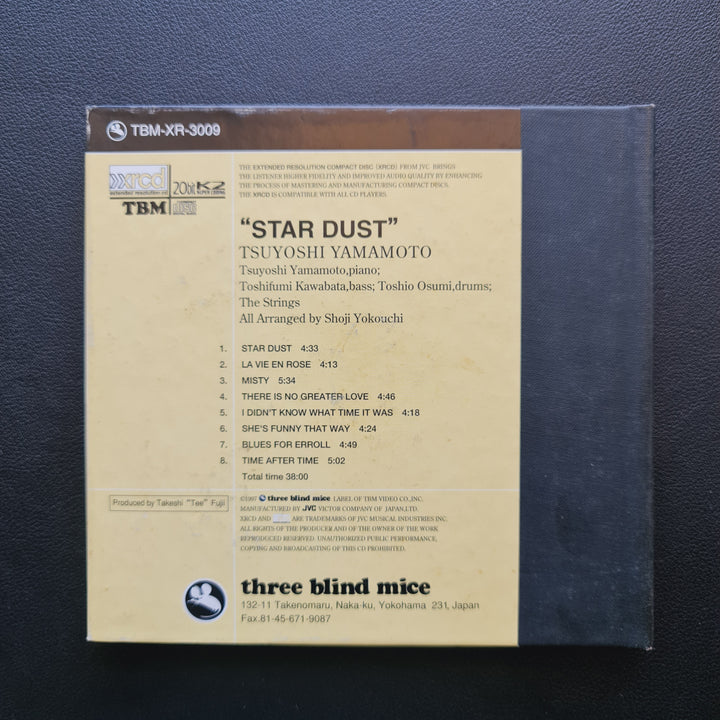 TBM-XR-3009
xrcd
extended resolution cd
20bit K2
SUPER CODING
TBM
THE EXTENDED RESOLUTION COMPACT DISC (XRCD) FROM JVC BRINGS
THE LISTENER HIGHER FIDELITY AND IMPROVED AUDIO QUALITY BY ENHANCING
THE PROCESS OF MASTERING AND MANUFACTURING COMPACT DISCS.
THE XRCD IS COMPATIBLE WITH ALL CD PLAYERS.
“STAR DUST”
TSUYOSHI YAMAMOTO
Tsuyoshi Yamamoto,piano;
Toshifumi Kawabata,bass; Toshio Osumi,drums;
The Strings
All Arranged by Shoji Yokouchi
1. STAR DUST 4:33
2. LA VIE EN ROSE 4:13
3. MISTY 5:34
4. THERE IS NO GREATER LOVE 4:46
5. I DIDN'T KNOW WHAT TIME IT WAS 4:18
6. SHE'S FUNNY THAT WAY 4:24
7. BLUES FOR ERROLL 4:49
8. TIME AFTER TIME 5:02
Total time 38:00
Produced by Takeshi “Tee” Fujii
©1997 three blind mice. LABEL OF TBM VIDEO CO.,INC.
MANUFACTURED BY JVC VICTOR COMPANY OF JAPAN,LTD.
XRCD AND ARE TRADEMARKS OF JVC MUSICAL INDUSTRIES INC.
ALL RIGHTS OF THE PRODUCER AND OF THE OWNER OF THE WORK
REPRODUCED RESERVED. UNAUTHORIZED PUBLIC PERFORMANCE,
COPYING AND BROADCASTING OF THIS CD PROHIBITED.
three blind mice
132-11 Takenomaru, Naka-ku, Yokohama 231, Japan
Fax.81-45-671-9087